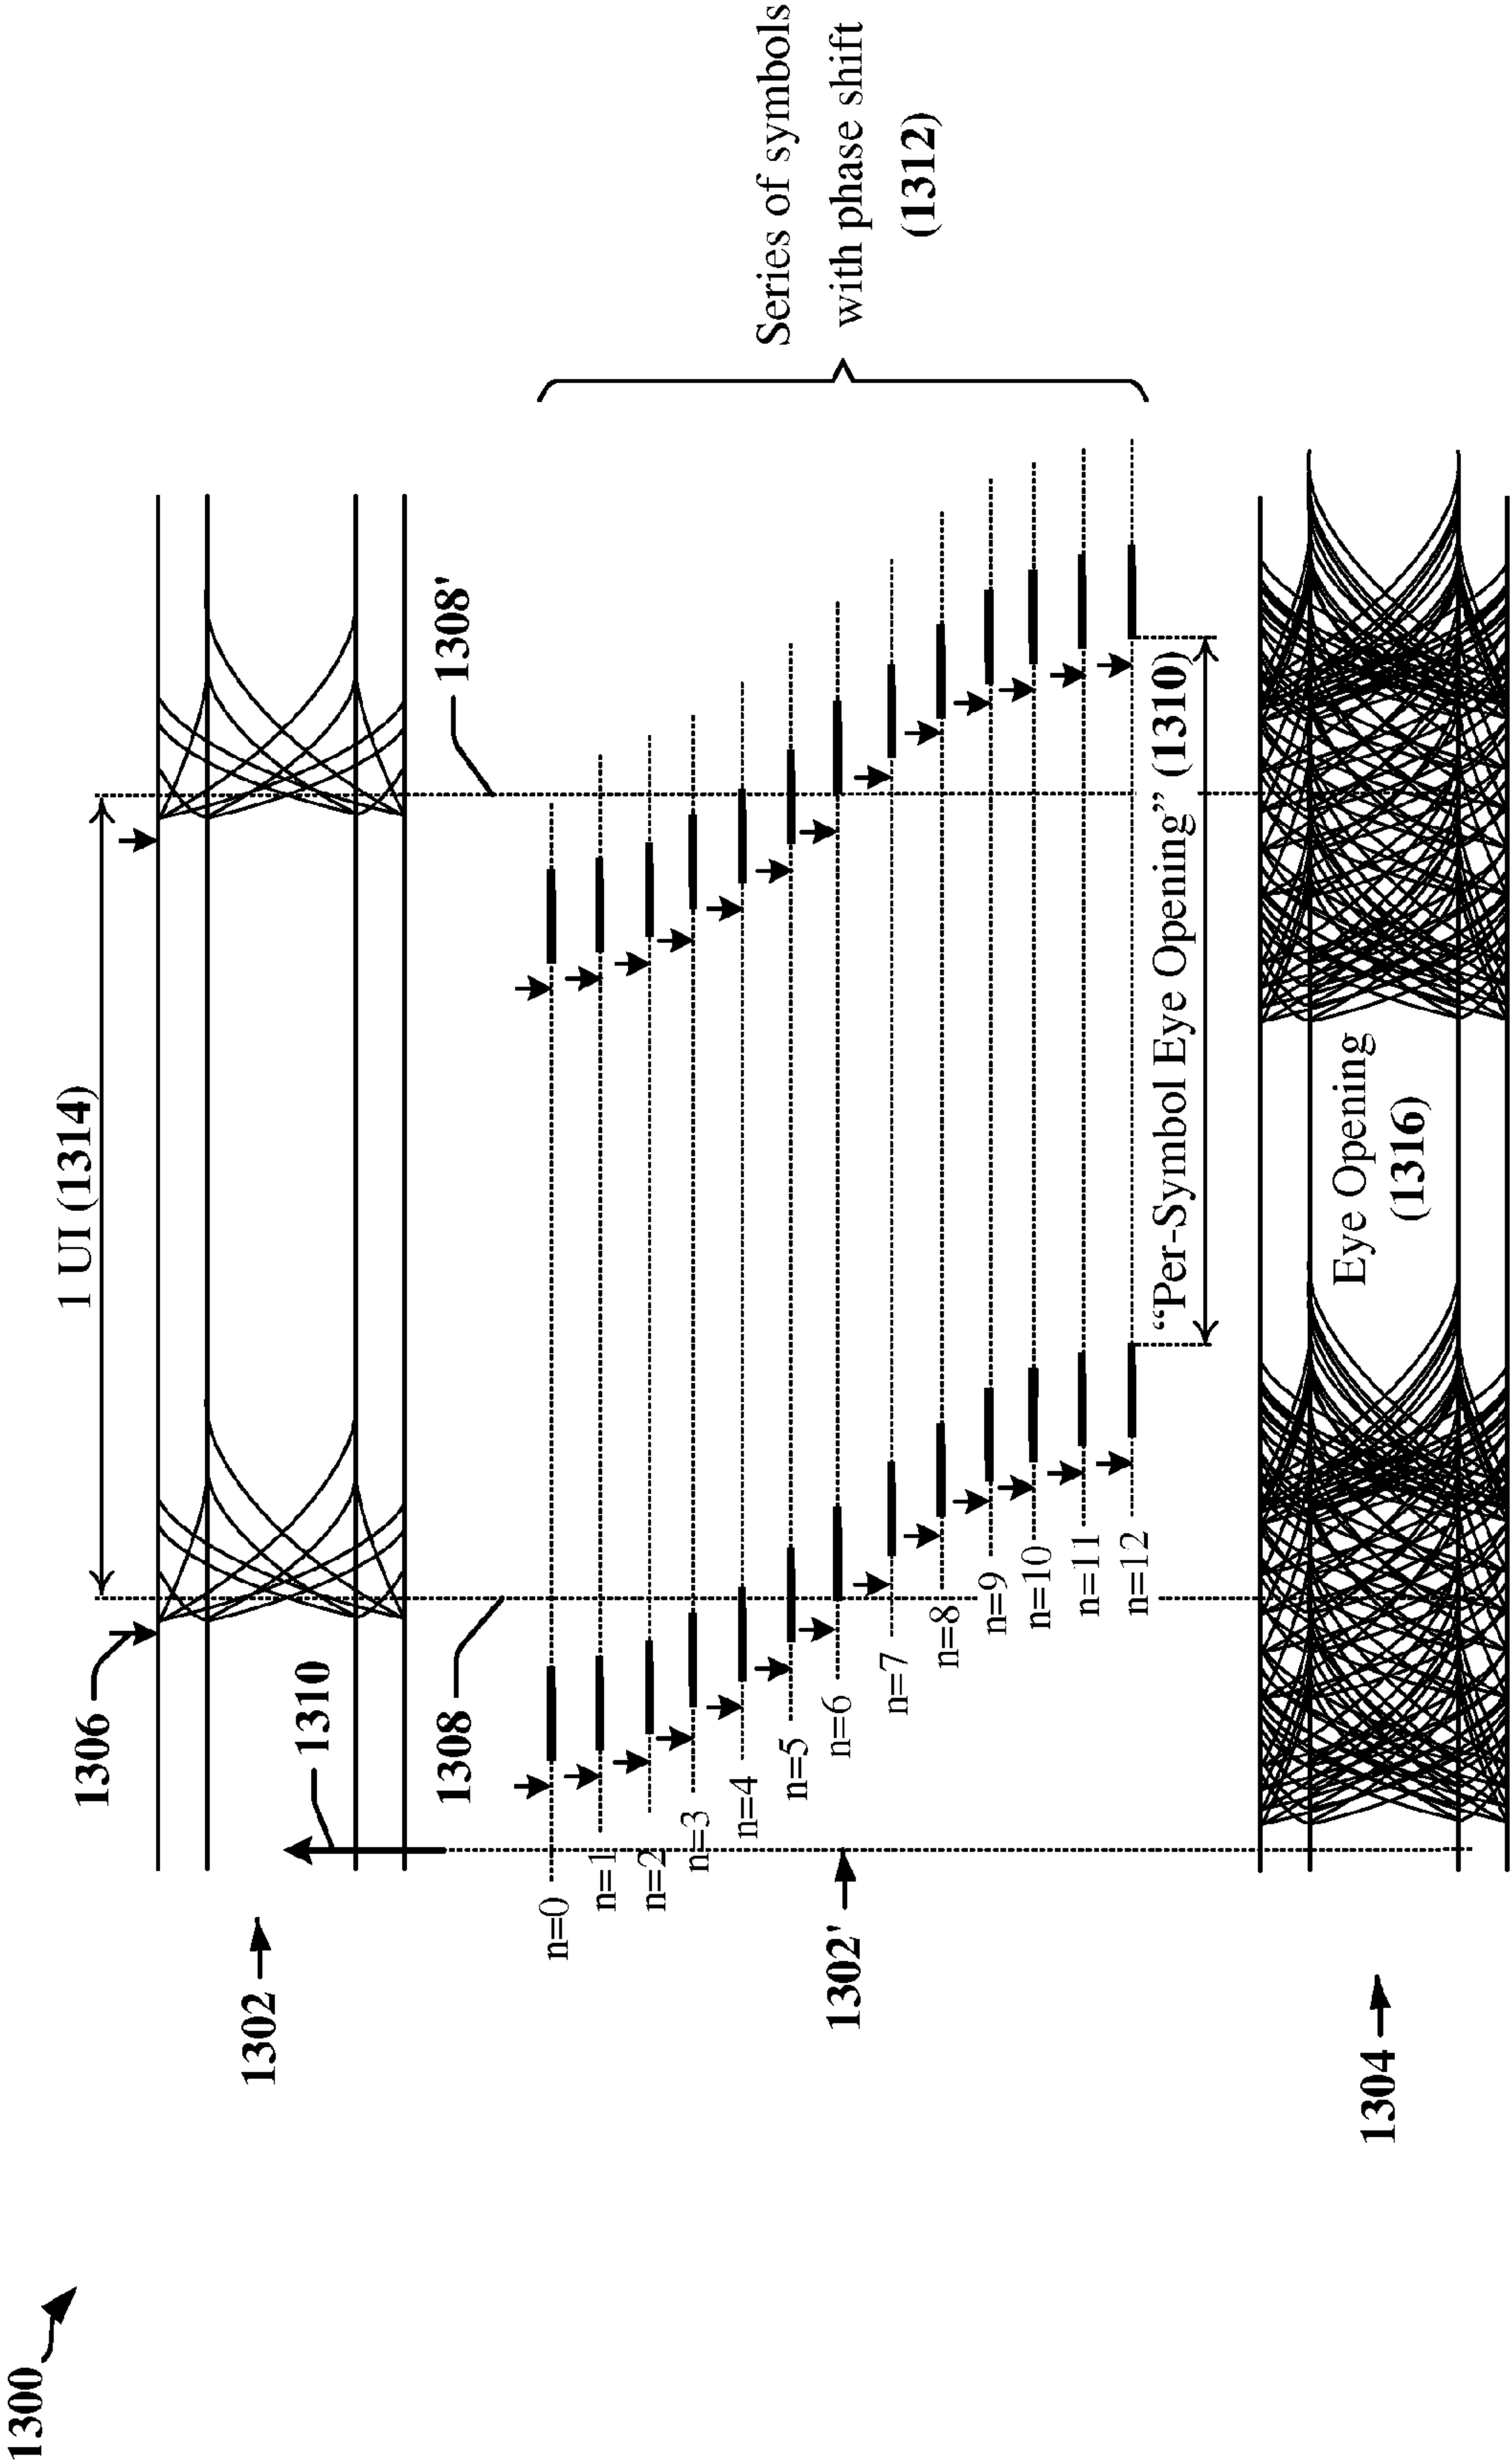 1300
1 UI (1314)
1306
1310
1302
1308
1308'
n=0
n=1
n=2
n=3
n=4
n=5
n=6
n=7
n=8
n=9
n=10
n=11
n=12
1302'
Series of symbols
with phase shift
(1312)
“Per-Symbol Eye Opening” (1310)
1304
Eye Opening
(1316)